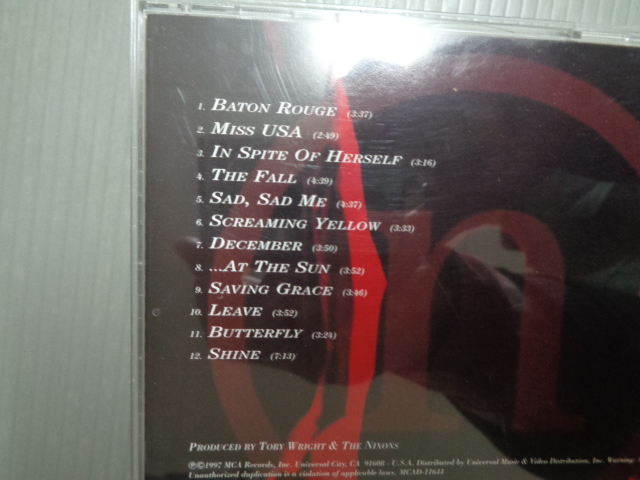 1. BATON ROUGE (3:37)
2. MISS USA (2:49)
3. IN SPITE OF HERSELF (3:16)
4. THE FALL (4:39)
5. SAD, SAD ME (4:37)
6. SCREAMING YELLOW (3:33)
7. DECEMBER (3:50)
8. ...AT THE SUN (3:52)
9. SAVING GRACE (3:46)
10. LEAVE (3:52)
11. BUTTERFLY (3:24)
12. SHINE (7:13)
n
PRODUCED BY TOBY WRIGHT & THE NIXONS
℗©1997 MCA Records, Inc. Universal City, CA 91608 - U.S.A. Distributed by Universal Music & Video Distribution, Inc. Warning:
Unauthorized duplication is a violation of applicable laws. MCAD-11644